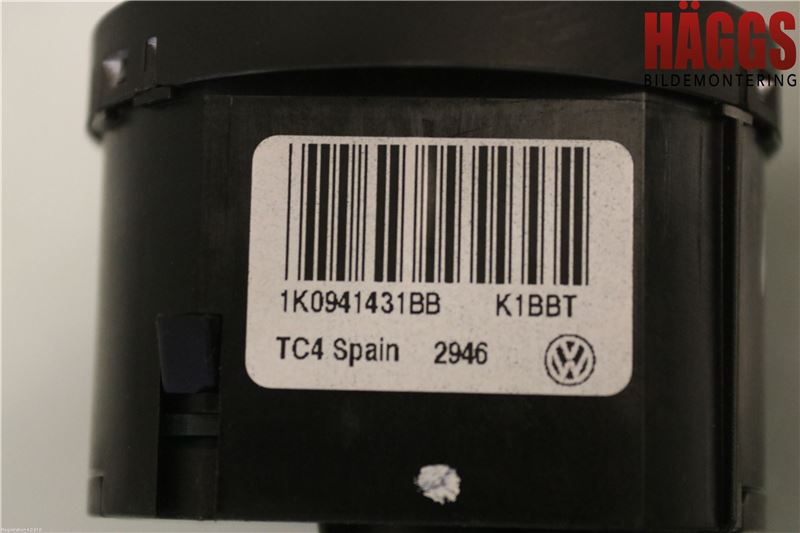 HÄGGS
BILDEMONTERING
1K0941431BB K1BBT
TC4 Spain 2946